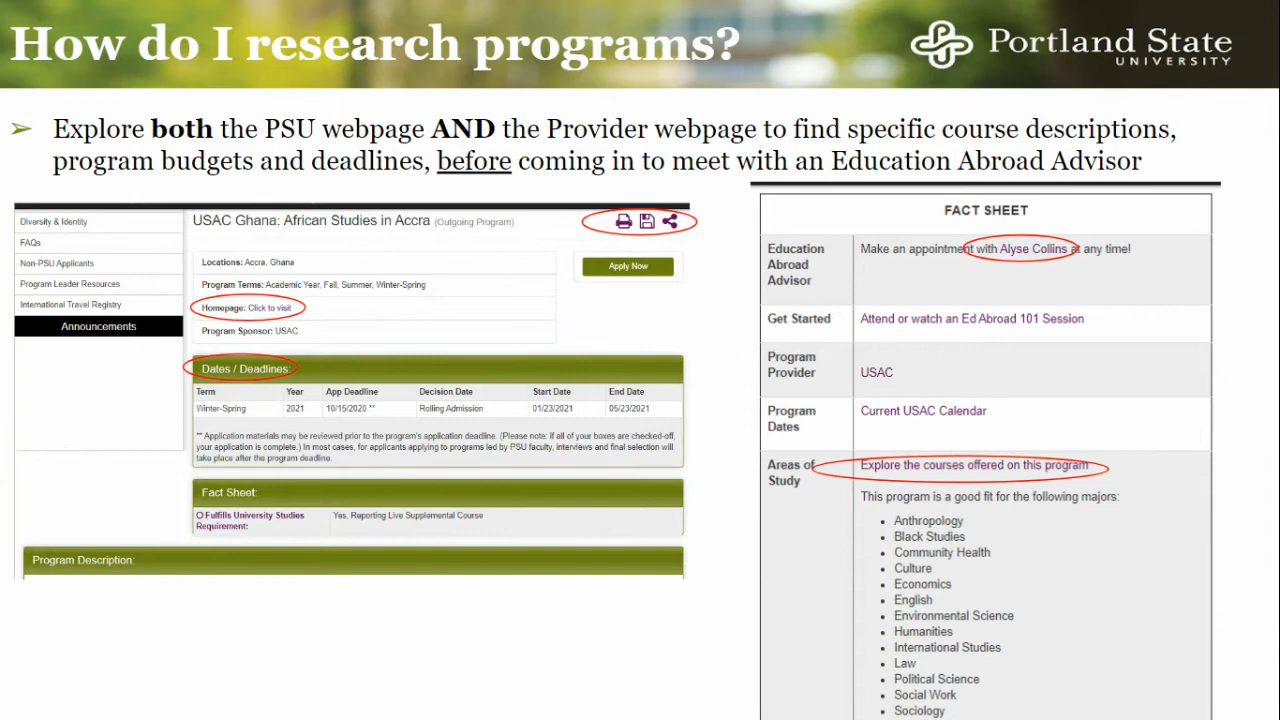 How do I research programs?
Portland State
UNIVERSITY
➢ Explore both the PSU webpage AND the Provider webpage to find specific course descriptions,
program budgets and deadlines, before coming in to meet with an Education Abroad Advisor
Diversity & Identity
FAQs
Non-PSU Applicants
Program Leader Resources
International Travel Registry
Announcements
USAC Ghana: African Studies in Accra (Outgoing Program)
Locations: Accra, Ghana
Program Terms: Academic Year, Fall, Summer, Winter-Spring
Homepage: Click to visit
Program Sponsor: USAC
Apply Now
Dates / Deadlines:
Term Year App Deadline Decision Date Start Date End Date
Winter-Spring 2021 10/15/2020 ** Rolling Admission 01/23/2021 05/23/2021
** Application materials may be reviewed prior to the program's application deadline. (Please note: if all of your boxes are checked-off,
your application is complete.) In most cases, for applicants applying to programs led by PSU faculty, interviews and final selection will
take place after the program deadline.
Fact Sheet:
Fulfills University Studies
Requirement:
Yes, Reporting Live Supplemental Course
Program Description:
FACT SHEET
Education
Abroad
Advisor
Make an appointment with Alyse Collins at any time!
Get Started
Attend or watch an Ed Abroad 101 Session
Program
Provider
USAC
Program
Dates
Current USAC Calendar
Areas of
Study
Explore the courses offered on this program
This program is a good fit for the following majors:
• Anthropology
• Black Studies
• Community Health
• Culture
• Economics
• English
• Environmental Science
• Humanities
• International Studies
• Law
• Political Science
• Social Work
• Sociology